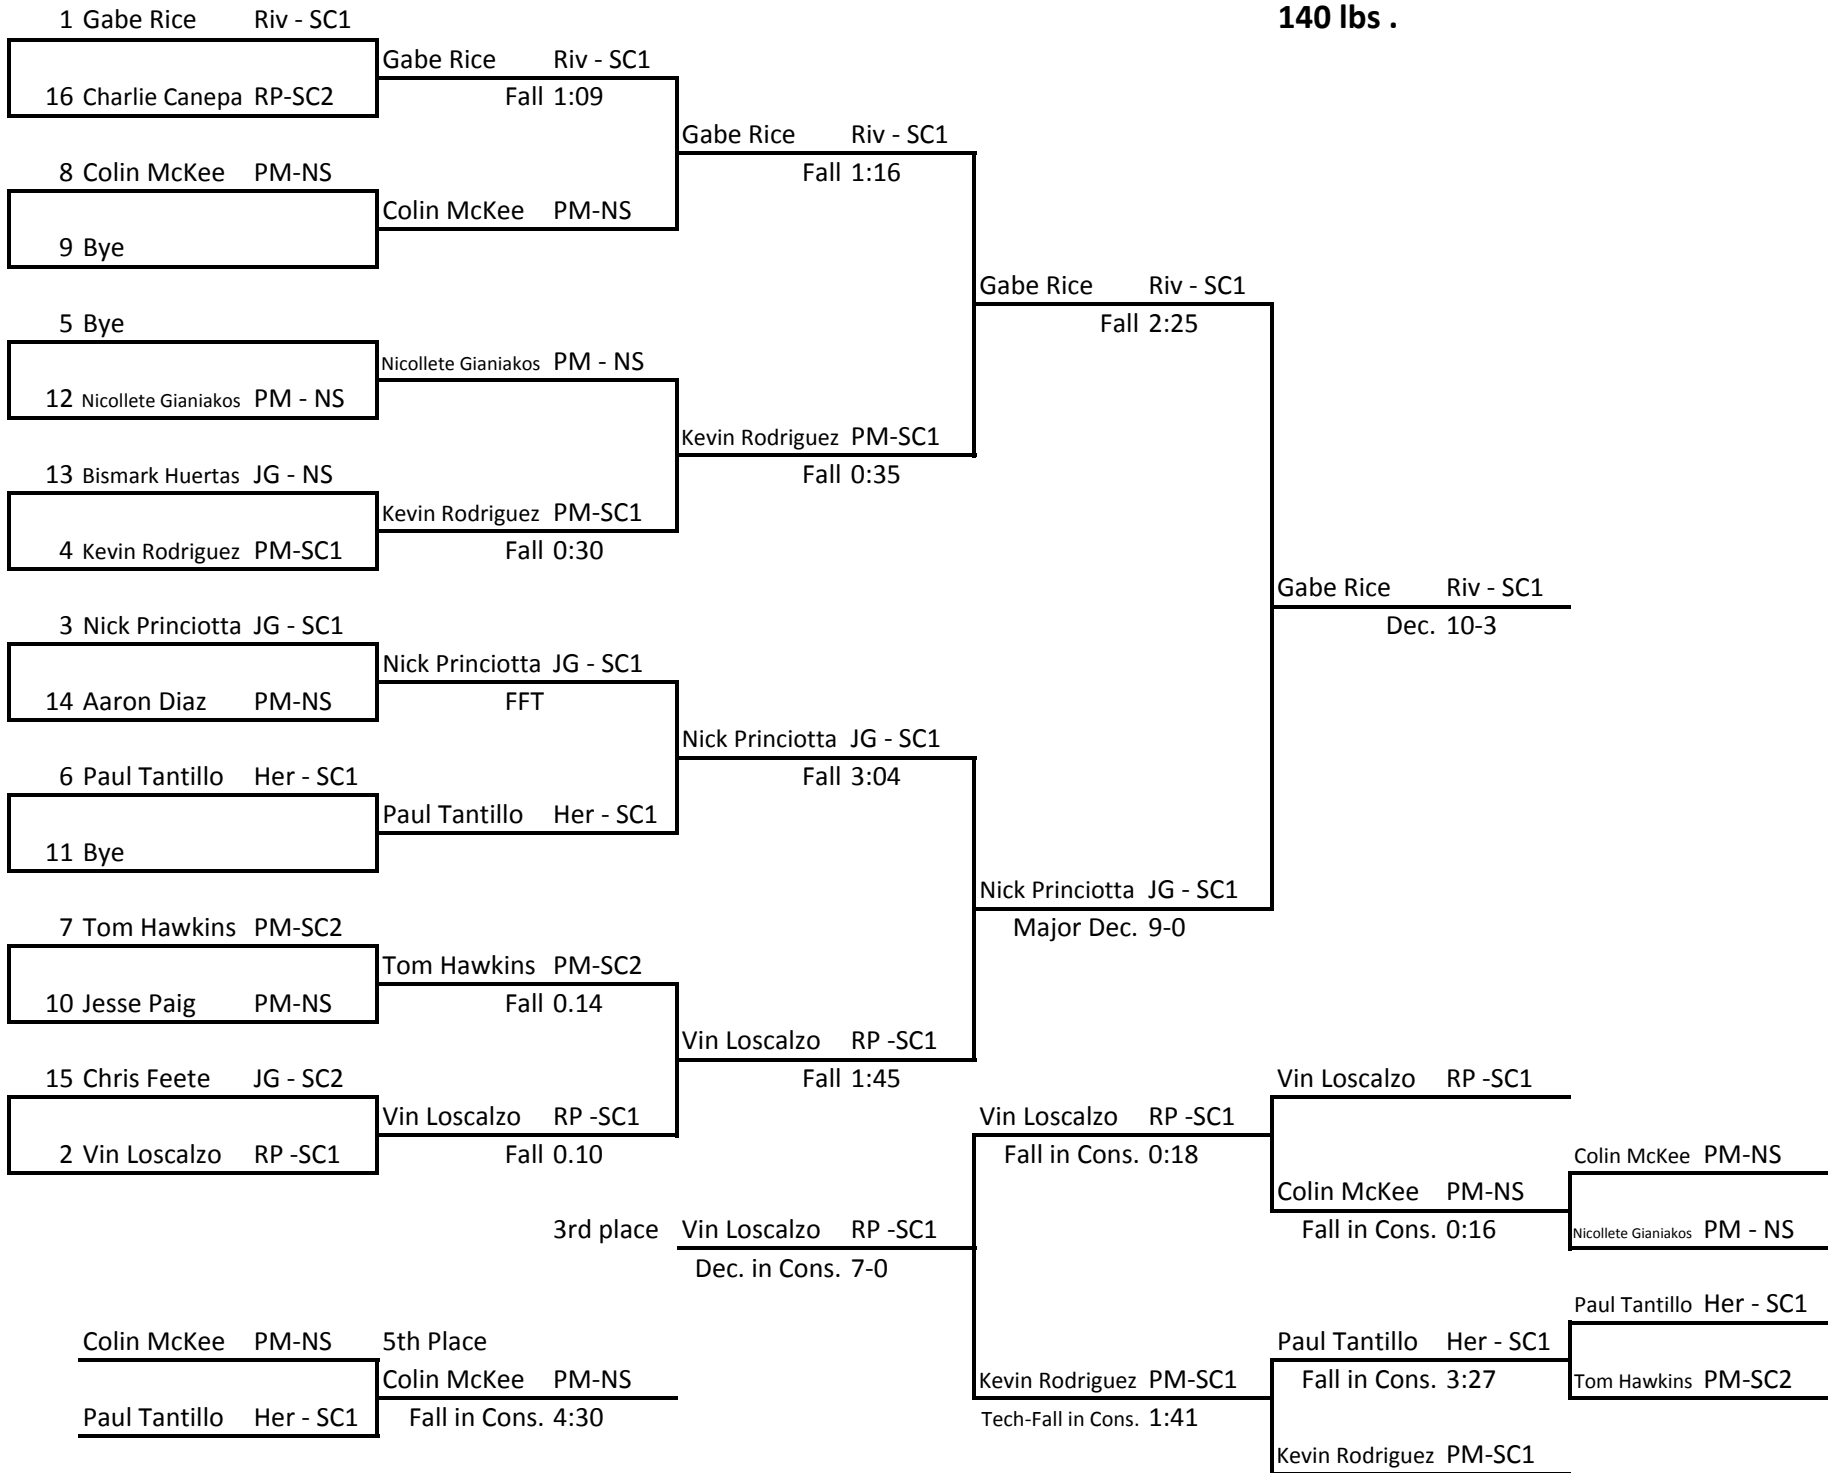 1 Gabe Rice Riv - SC1 140 lbs .
Gabe Rice Riv - SC1
16 Charlie Canepa RP-SC2 Fall 1:09
Gabe Rice Riv - SC1
8 Colin McKee PM-NS Fall 1:16
Colin McKee PM-NS
9 Bye
Gabe Rice Riv - SC1
5 Bye Fall 2:25
Nicollete Gianiakos PM - NS
12 Nicollete Gianiakos PM - NS
Kevin Rodriguez PM-SC1
13 Bismark Huertas JG - NS Fall 0:35
Kevin Rodriguez PM-SC1
4 Kevin Rodriguez PM-SC1 Fall 0:30
Gabe Rice Riv - SC1
3 Nick Princiotta JG - SC1 Dec. 10-3
Nick Princiotta JG - SC1
14 Aaron Diaz PM-NS FFT
Nick Princiotta JG - SC1
6 Paul Tantillo Her - SC1 Fall 3:04
Paul Tantillo Her - SC1
11 Bye
Nick Princiotta JG - SC1
7 Tom Hawkins PM-SC2 Major Dec. 9-0
Tom Hawkins PM-SC2
10 Jesse Paig PM-NS Fall 0.14
Vin Loscalzo RP -SC1
15 Chris Feete JG - SC2 Fall 1:45 Vin Loscalzo RP -SC1
Vin Loscalzo RP -SC1 Vin Loscalzo RP -SC1
2 Vin Loscalzo RP -SC1 Fall 0.10 Fall in Cons. 0:18 Colin McKee PM-NS
Colin McKee PM-NS
3rd place Vin Loscalzo RP -SC1 Fall in Cons. 0:16 Nicollete Gianiakos PM - NS
Dec. in Cons. 7-0
Paul Tantillo Her - SC1
Colin McKee PM-NS 5th Place Paul Tantillo Her - SC1
Colin McKee PM-NS Kevin Rodriguez PM-SC1 Fall in Cons. 3:27 Tom Hawkins PM-SC2
Paul Tantillo Her - SC1 Fall in Cons. 4:30 Tech-Fall in Cons. 1:41
Kevin Rodriguez PM-SC1